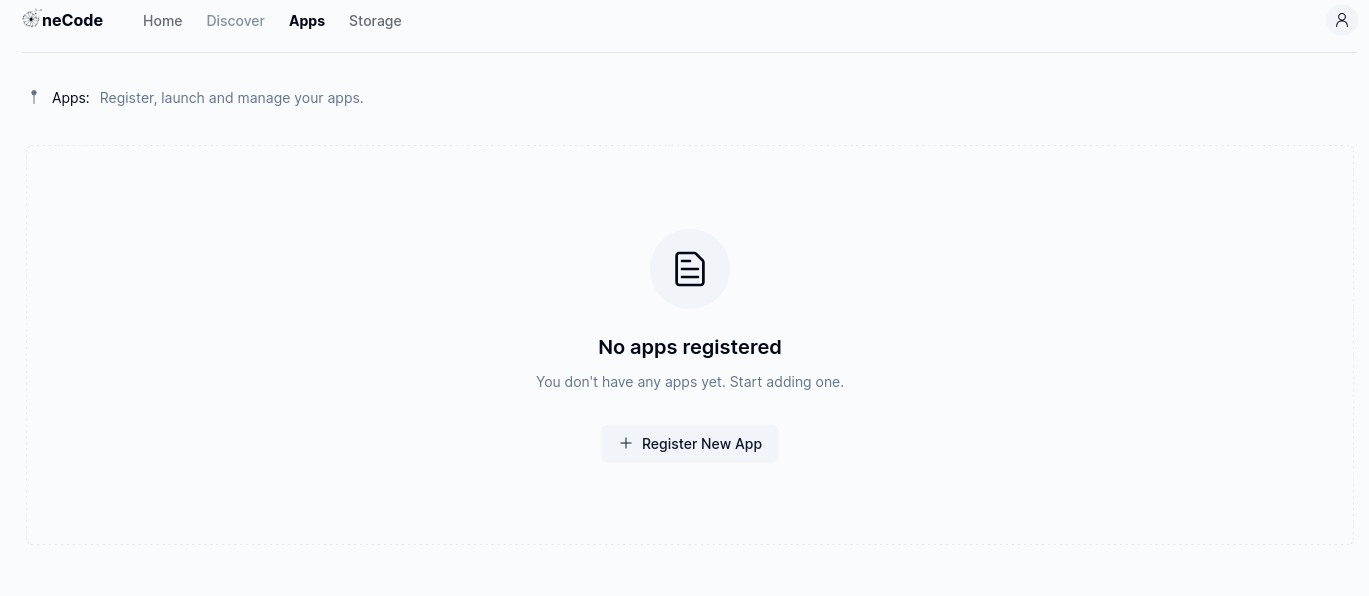 neCode Home Discover Apps Storage
Apps: Register, launch and manage your apps.
No apps registered
You don't have any apps yet. Start adding one.
Register New App